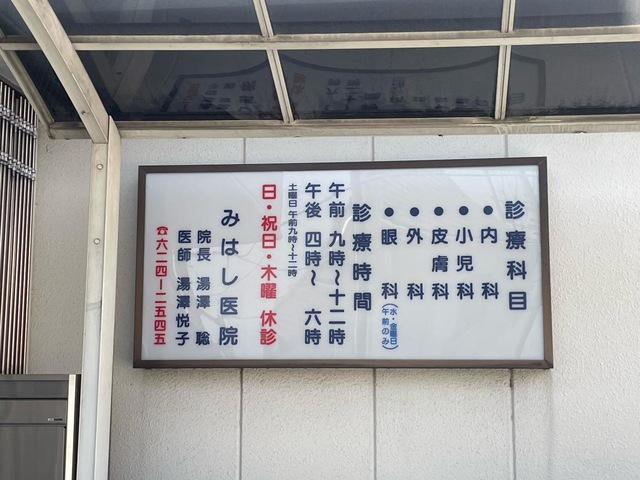 診療科目
●内科
●小児科
●皮膚科
●外科
●眼科(水・金曜日午前のみ)
診療時間
午前 九時〜十二時
午後 四時〜 六時
土曜日 午前九時〜十二時
日・祝日・木曜 休診
みはし医院
院長 湯澤 聡
医師 湯澤悦子
☎六二四ー二五四五